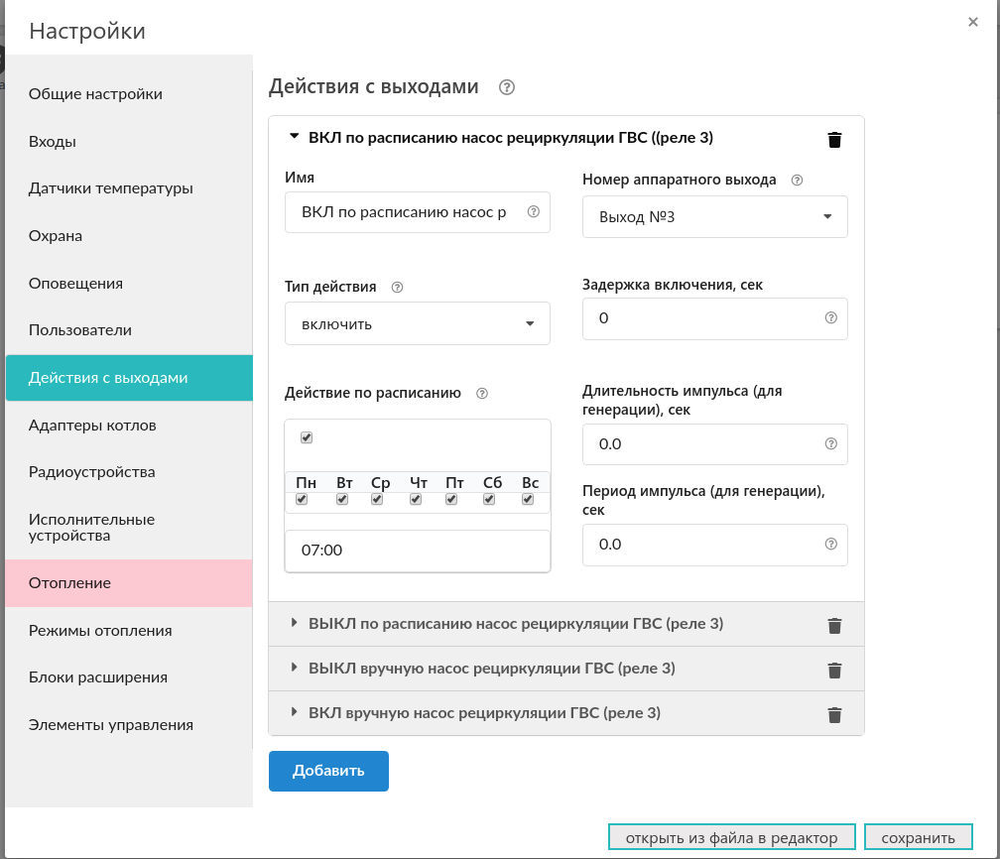 Настройки
×
Общие настройки
Входы
Датчики температуры
Охрана
Оповещения
Пользователи
Действия с выходами
Адаптеры котлов
Радиоустройства
Исполнительные
устройства
Отопление
Режимы отопления
Блоки расширения
Элементы управления
Действия с выходами ?
ВКЛ по расписанию насос рециркуляции ГВС ((реле 3)
Имя
ВКЛ по расписанию насос р ?
Номер аппаратного выхода ?
Выход №3
Тип действия ?
включить
Задержка включения, сек
0 ?
Действие по расписанию ?
Пн Вт Ср Чт Пт Сб Вс
07:00
Длительность импульса (для
генерации), сек
0.0 ?
Период импульса (для генерации),
сек
0.0 ?
ВЫКЛ по расписанию насос рециркуляции ГВС (реле 3)
ВЫКЛ вручную насос рециркуляции ГВС (реле 3)
ВКЛ вручную насос рециркуляции ГВС (реле 3)
Добавить
открыть из файла в редактор
сохранить